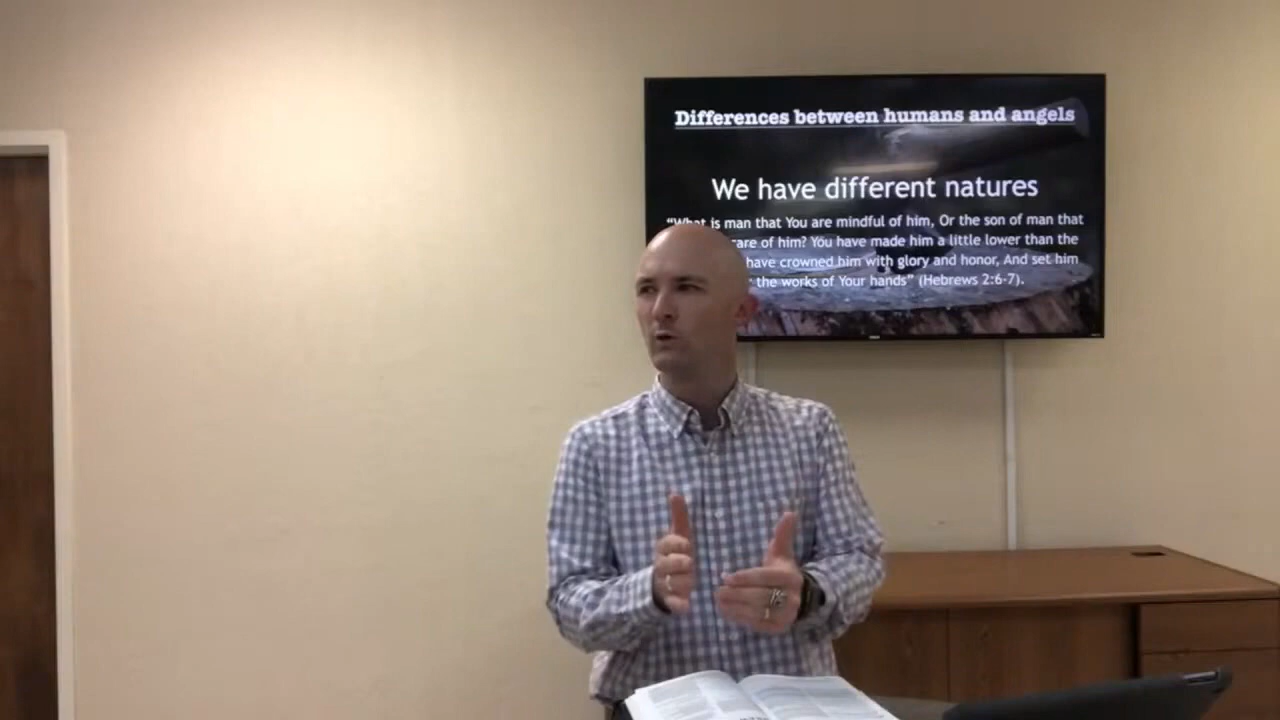 Differences between humans and angels
We have different natures
“What is man that You are mindful of him, Or the son of man that
care of him? You have made him a little lower than the
have crowned him with glory and honor, And set him
the works of Your hands” (Hebrews 2:6-7).